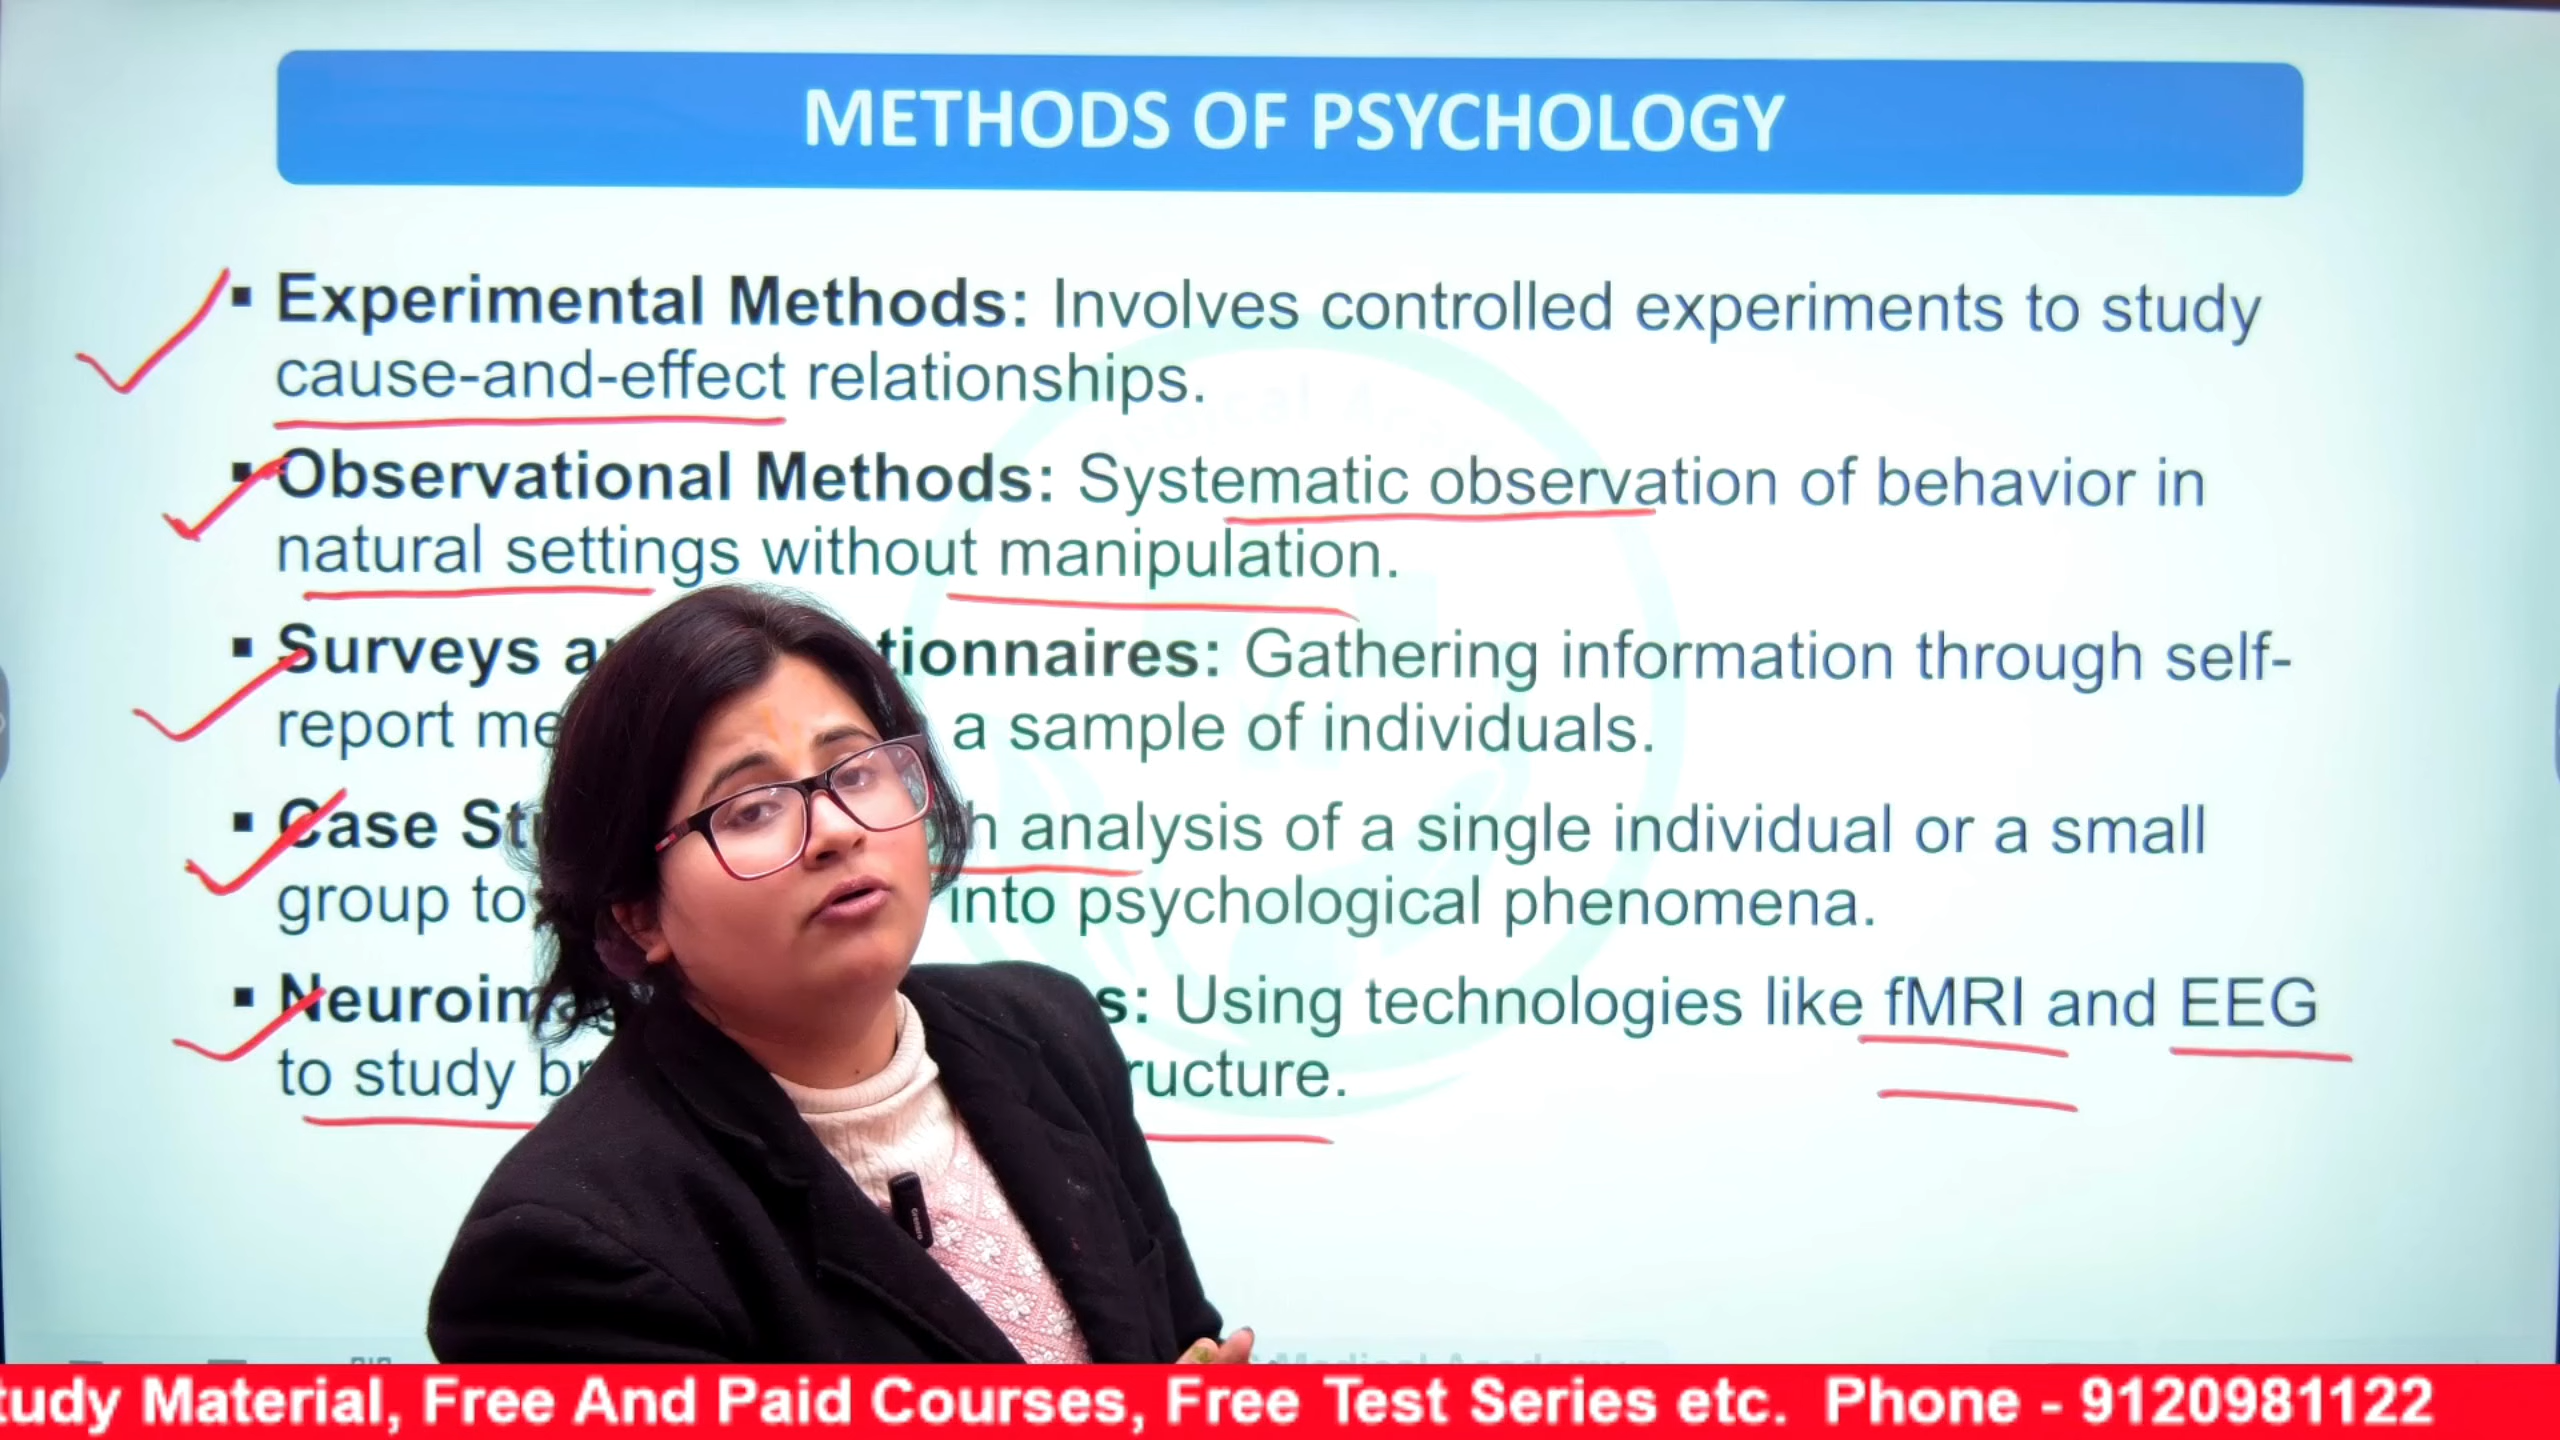 METHODS OF PSYCHOLOGY
▪ Experimental Methods: Involves controlled experiments to study
cause-and-effect relationships.
▪ Observational Methods: Systematic observation of behavior in
natural settings without manipulation.
▪ Surveys tionnaires: Gathering information through self-
report a sample of individuals.
▪ Case analysis of a single individual or a small
group to into psychological phenomena.
▪ Using technologies like fMRI and EEG
to study ructure.
tudy Material, Free And Paid Courses, Free Test Series etc. Phone - 9120981122